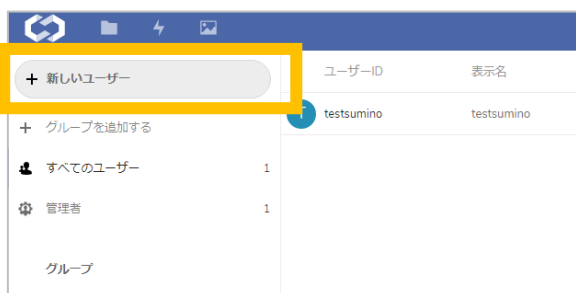 新しいユーザー
グループを追加する
すべてのユーザー 1
管理者 1
グループ
ユーザーID 表示名
T testsumino testsumino